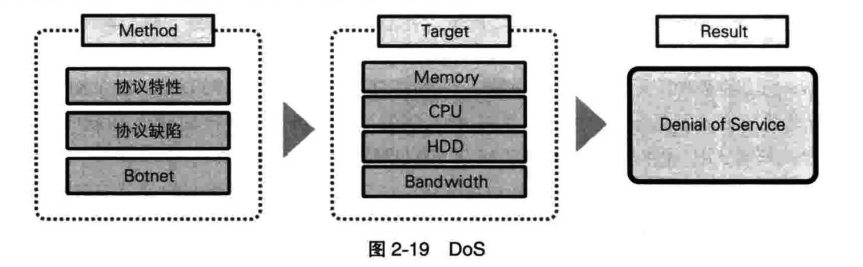 Method
协议特性
协议缺陷
Botnet
Target
Memory
CPU
HDD
Bandwidth
Result
Denial of Service
图 2-19 DoS